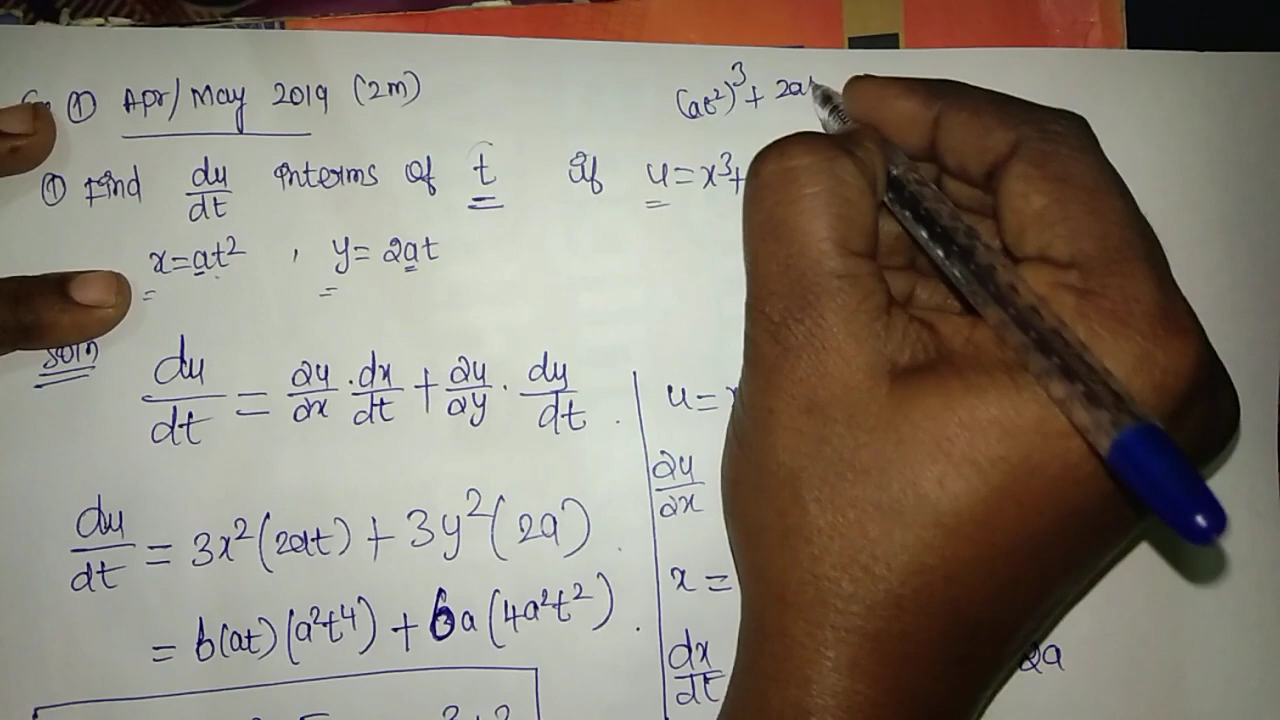 ① Apr/May 2019 (2m)
(at²)³ + 2a
① Find du/dt interms of t if u = x³ +
x = at² , y = 2at
Soln
du/dt = ∂u/∂x . dx/dt + ∂u/∂y . dy/dt .
u =
∂u/∂x
du/dt = 3x²(2at) + 3y²(2a) .
x =
= 6(at)(a²t⁴) + 6a(4a²t²) .
dx/dt
2a